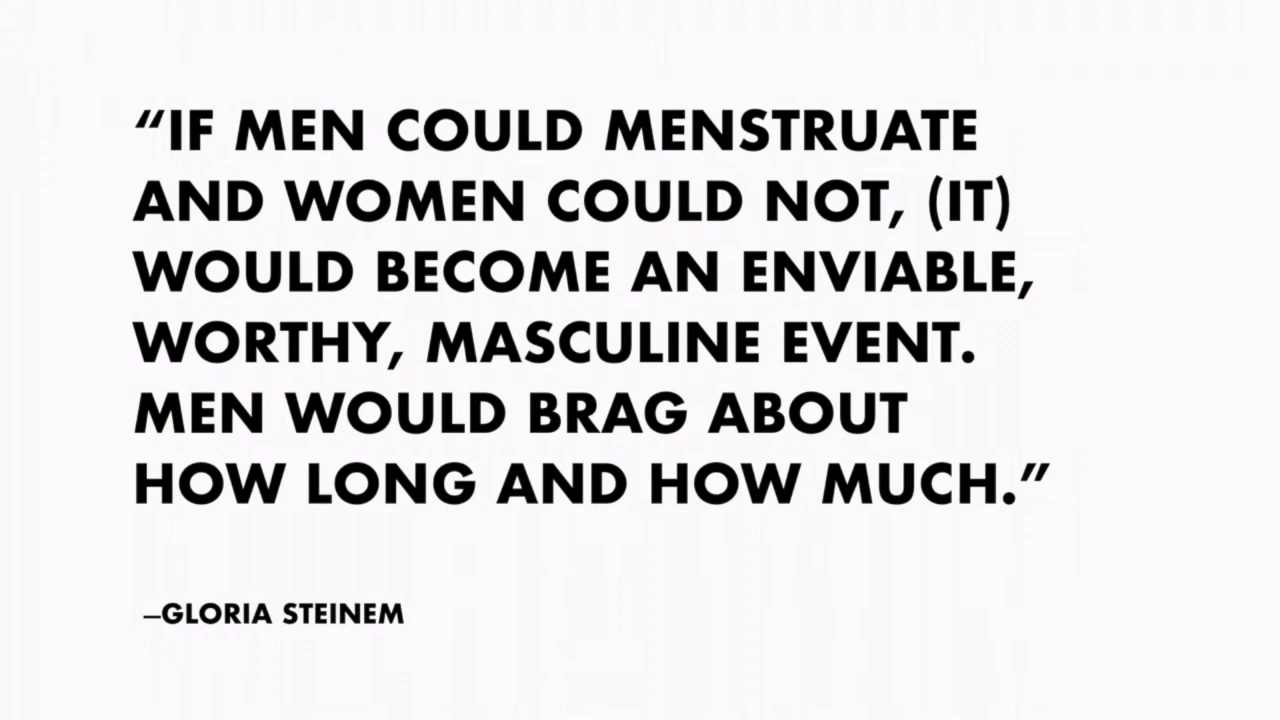 “IF MEN COULD MENSTRUATE
AND WOMEN COULD NOT, (IT)
WOULD BECOME AN ENVIABLE,
WORTHY, MASCULINE EVENT.
MEN WOULD BRAG ABOUT
HOW LONG AND HOW MUCH.”
–GLORIA STEINEM